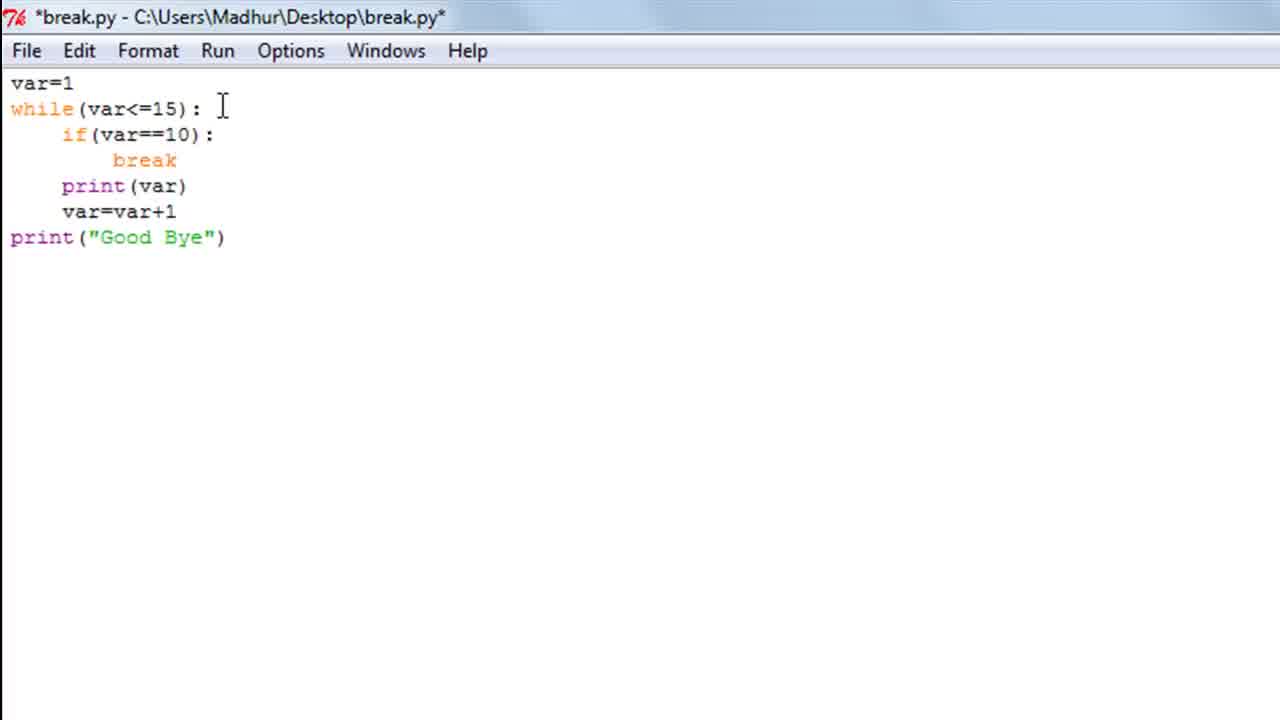 *break.py - C:\Users\Madhur\Desktop\break.py*
File Edit Format Run Options Windows Help
var=1
while(var<=15):
    if(var==10):
        break
    print(var)
    var=var+1
print("Good Bye")